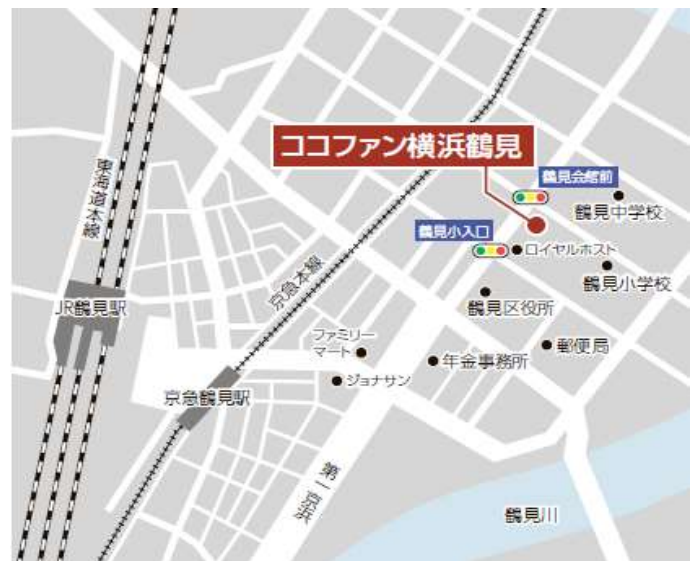 ココファン横浜鶴見
鶴見会館前
鶴見中学校
東海道本線
鶴見小入口
ロイヤルホスト
鶴見小学校
京急本線
JR鶴見駅
鶴見区役所
ファミリー
マート
郵便局
年金事務所
京急鶴見駅
ジョナサン
第一京浜
鶴見川